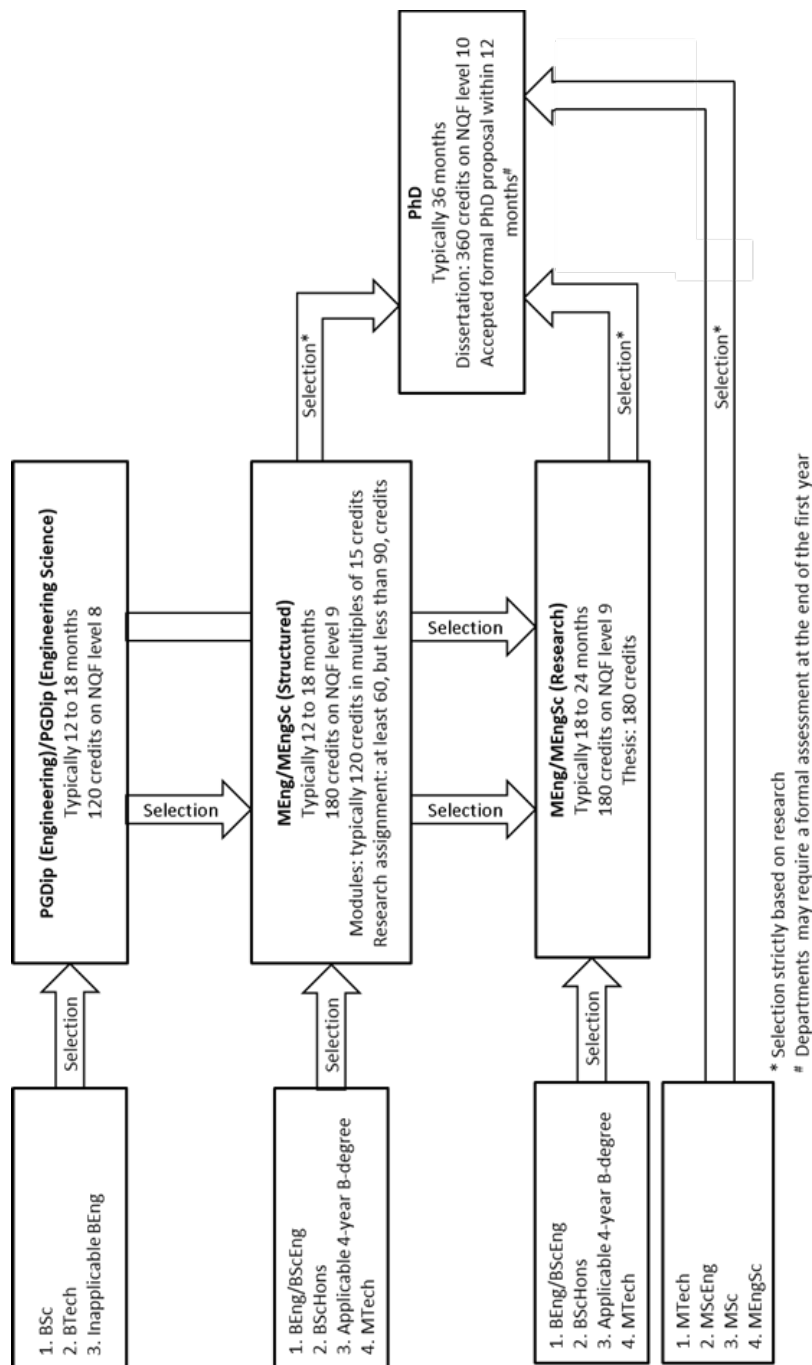 1. BSc
2. BTech
3. Inapplicable BEng
Selection
PGDip (Engineering)/PGDip (Engineering Science)
Typically 12 to 18 months
120 credits on NQF level 8
Selection
1. BEng/BScEng
2. BScHons
3. Applicable 4-year B-degree
4. MTech
Selection
MEng/MEngSc (Structured)
Typically 12 to 18 months
180 credits on NQF level 9
Modules: typically 120 credits in multiples of 15 credits
Research assignment: at least 60, but less than 90, credits
Selection
Selection
Selection*
PhD
Typically 36 months
Dissertation: 360 credits on NQF level 10
Accepted formal PhD proposal within 12
months#
1. BEng/BScEng
2. BScHons
3. Applicable 4-year B-degree
4. MTech
Selection
MEng/MEngSc (Research)
Typically 18 to 24 months
180 credits on NQF level 9
Thesis: 180 credits
Selection*
1. MTech
2. MScEng
3. MSc
4. MEngSc
Selection*
* Selection strictly based on research
# Departments may require a formal assessment at the end of the first year